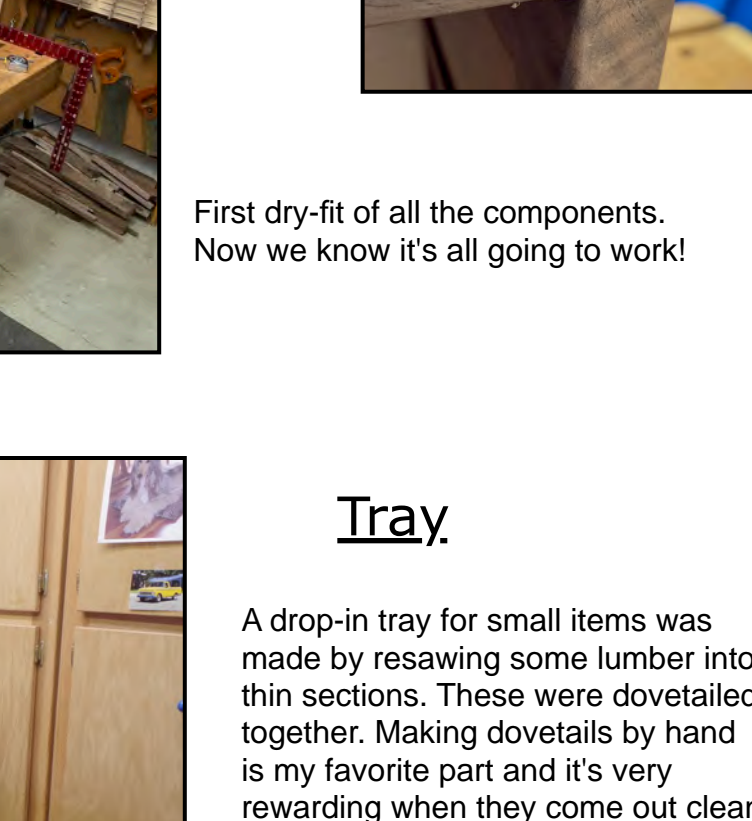 First dry-fit of all the components.
Now we know it's all going to work!
Tray
A drop-in tray for small items was
made by resawing some lumber into
thin sections. These were dovetailed
together. Making dovetails by hand
is my favorite part and it's very
rewarding when they come out clean